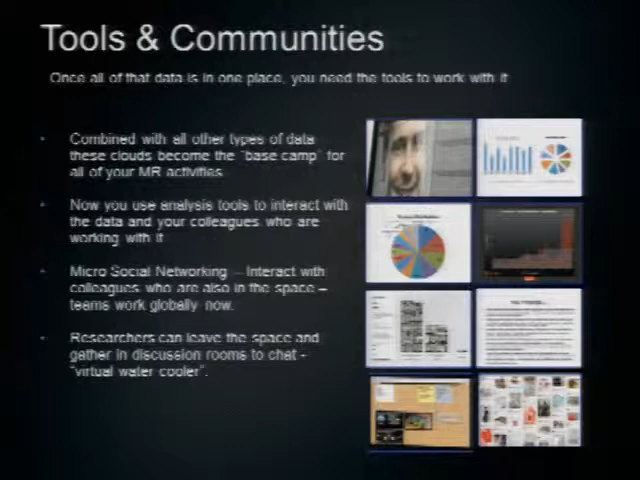 Tools & Communities
Once all of that data is in one place, you need the tools to work with it
Combined with all other types of data
these clouds become the "base camp" for
all of your MR activities
Now you use analysis tools to interact with
the data and your colleagues who are
working with it
Micro Social Networking – Interact with
colleagues who are also in the space –
teams work globally now.
Researchers can leave the space and
gather in discussion rooms to chat -
"virtual water cooler".